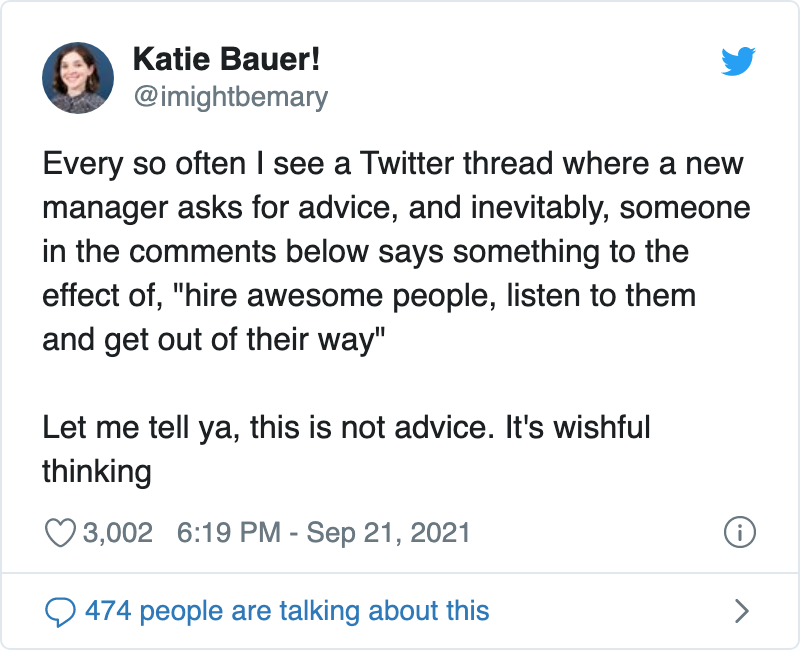 Katie Bauer!
@imightbemary
Every so often I see a Twitter thread where a new
manager asks for advice, and inevitably, someone
in the comments below says something to the
effect of, "hire awesome people, listen to them
and get out of their way"
Let me tell ya, this is not advice. It's wishful
thinking
3,002 6:19 PM - Sep 21, 2021
474 people are talking about this